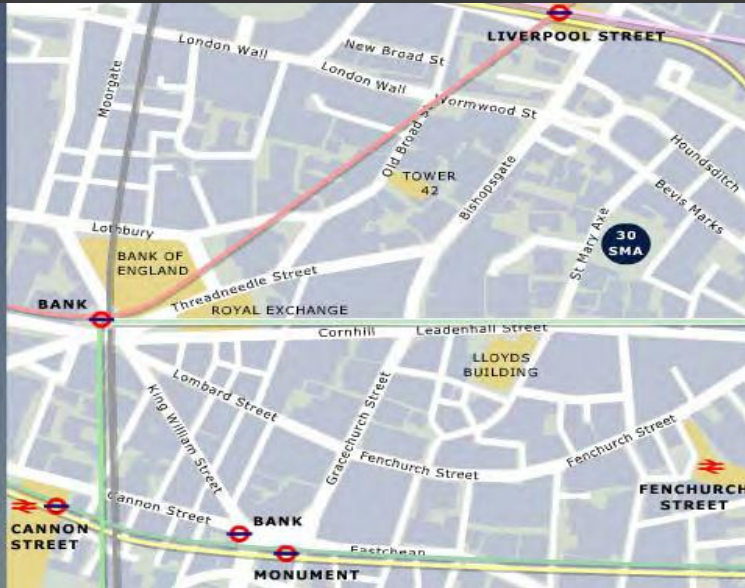 LIVERPOOL STREET
London Wall
New Broad St
London Wall
Wormwood St
Moorgate
Old Broad St
Houndsditch
TOWER
42
Bishopsgate
Bevis Marks
St Mary Axe
30
SMA
Lothbury
BANK OF
ENGLAND
Threadneedle Street
BANK
ROYAL EXCHANGE
Cornhill
Leadenhall Street
LLOYDS
BUILDING
Lombard Street
King William Street
Gracechurch Street
Fenchurch Street
Fenchurch Street
FENCHURCH
STREET
Cannon Street
CANNON
STREET
BANK
Eastcheap
MONUMENT